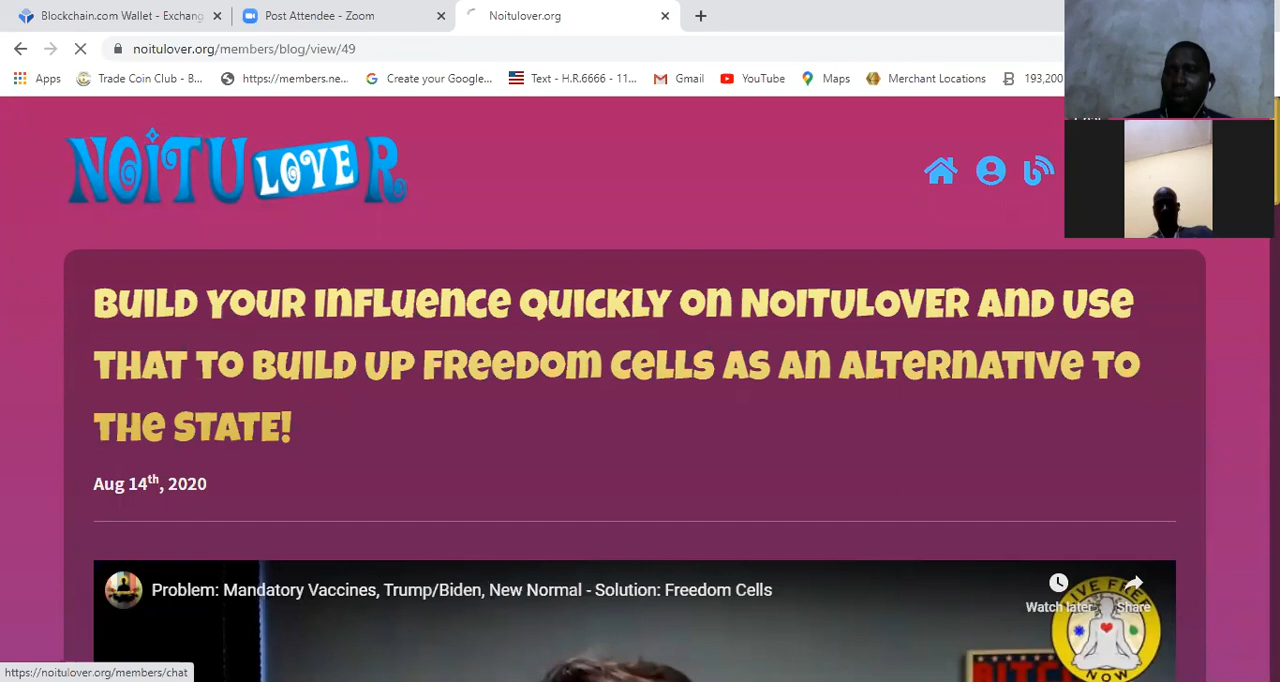 Blockchain.com Wallet - Exchang
Post Attendee - Zoom
Noitulover.org
noitulover.org/members/blog/view/49
Apps
Trade Coin Club - B...
https://members.ne...
Create your Google...
Text - H.R.6666 - 11...
Gmail
YouTube
Maps
Merchant Locations
193,200
NOITULOVER
BUILD YOUR INFLUENCE QUICKLY ON NOITULOVER AND USE
THAT TO BUILD UP FREEDOM CELLS AS AN ALTERNATIVE TO
THE STATE!
Aug 14th, 2020
Problem: Mandatory Vaccines, Trump/Biden, New Normal - Solution: Freedom Cells
Watch later
Share
LIVE FREE
NOW
BITC
https://noitulover.org/members/chat